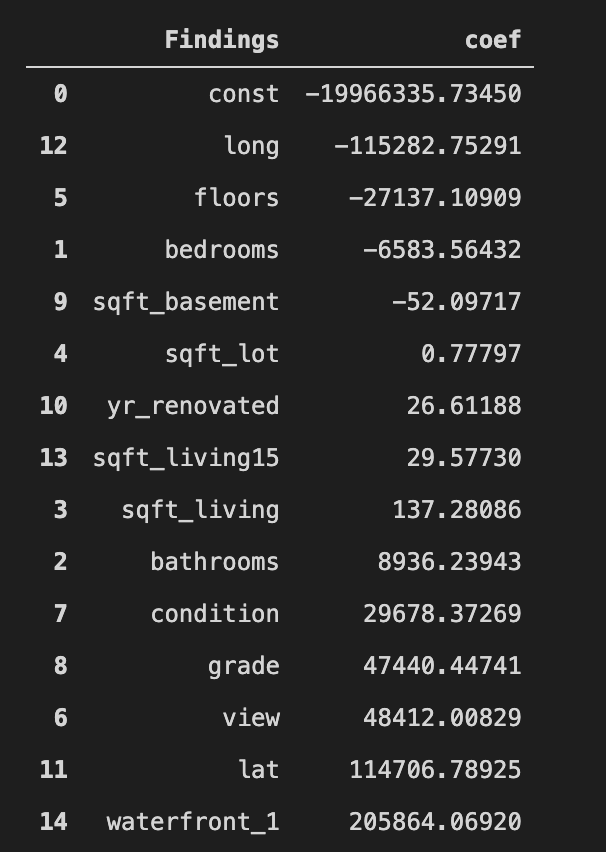 Findings coef
0 const -19966335.73450
12 long -115282.75291
5 floors -27137.10909
1 bedrooms -6583.56432
9 sqft_basement -52.09717
4 sqft_lot 0.77797
10 yr_renovated 26.61188
13 sqft_living15 29.57730
3 sqft_living 137.28086
2 bathrooms 8936.23943
7 condition 29678.37269
8 grade 47440.44741
6 view 48412.00829
11 lat 114706.78925
14 waterfront_1 205864.06920